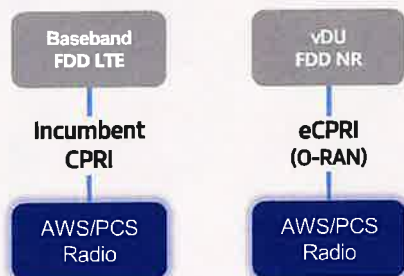 Baseband
FDD LTE
Incumbent
CPRI
AWS/PCS
Radio
vDU
FDD NR
eCPRI
(O-RAN)
AWS/PCS
Radio